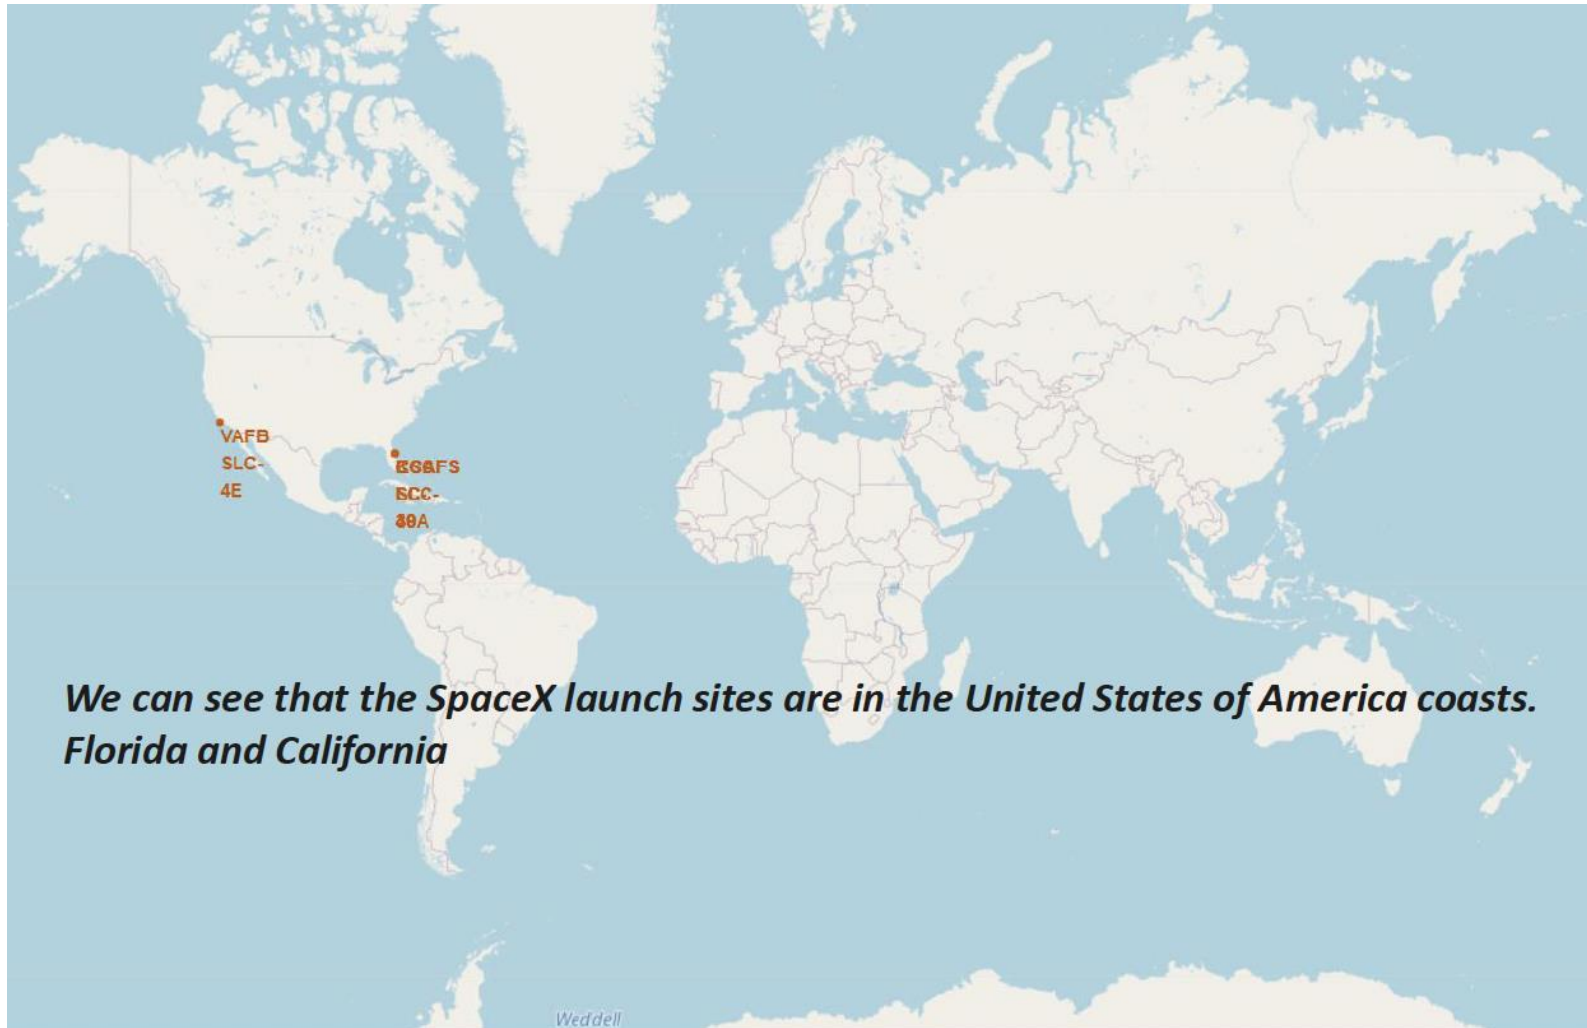 VAFB
SLC-
4E
We can see that the SpaceX launch sites are in the United States of America coasts.
Florida and California
Weddell